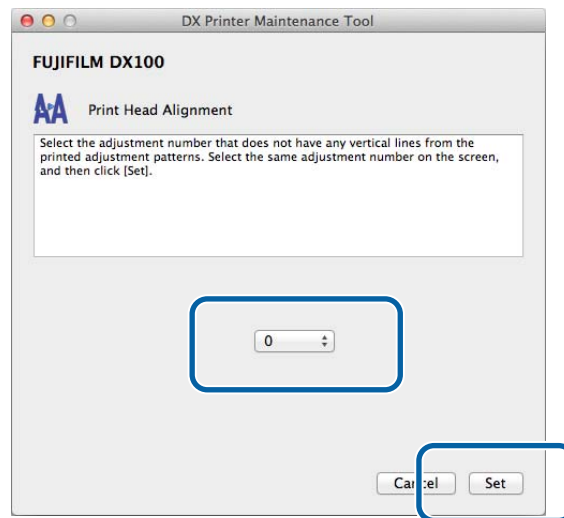 DX Printer Maintenance Tool
FUJIFILM DX100
Print Head Alignment
Select the adjustment number that does not have any vertical lines from the
printed adjustment patterns. Select the same adjustment number on the screen,
and then click [Set].
0
Cancel Set